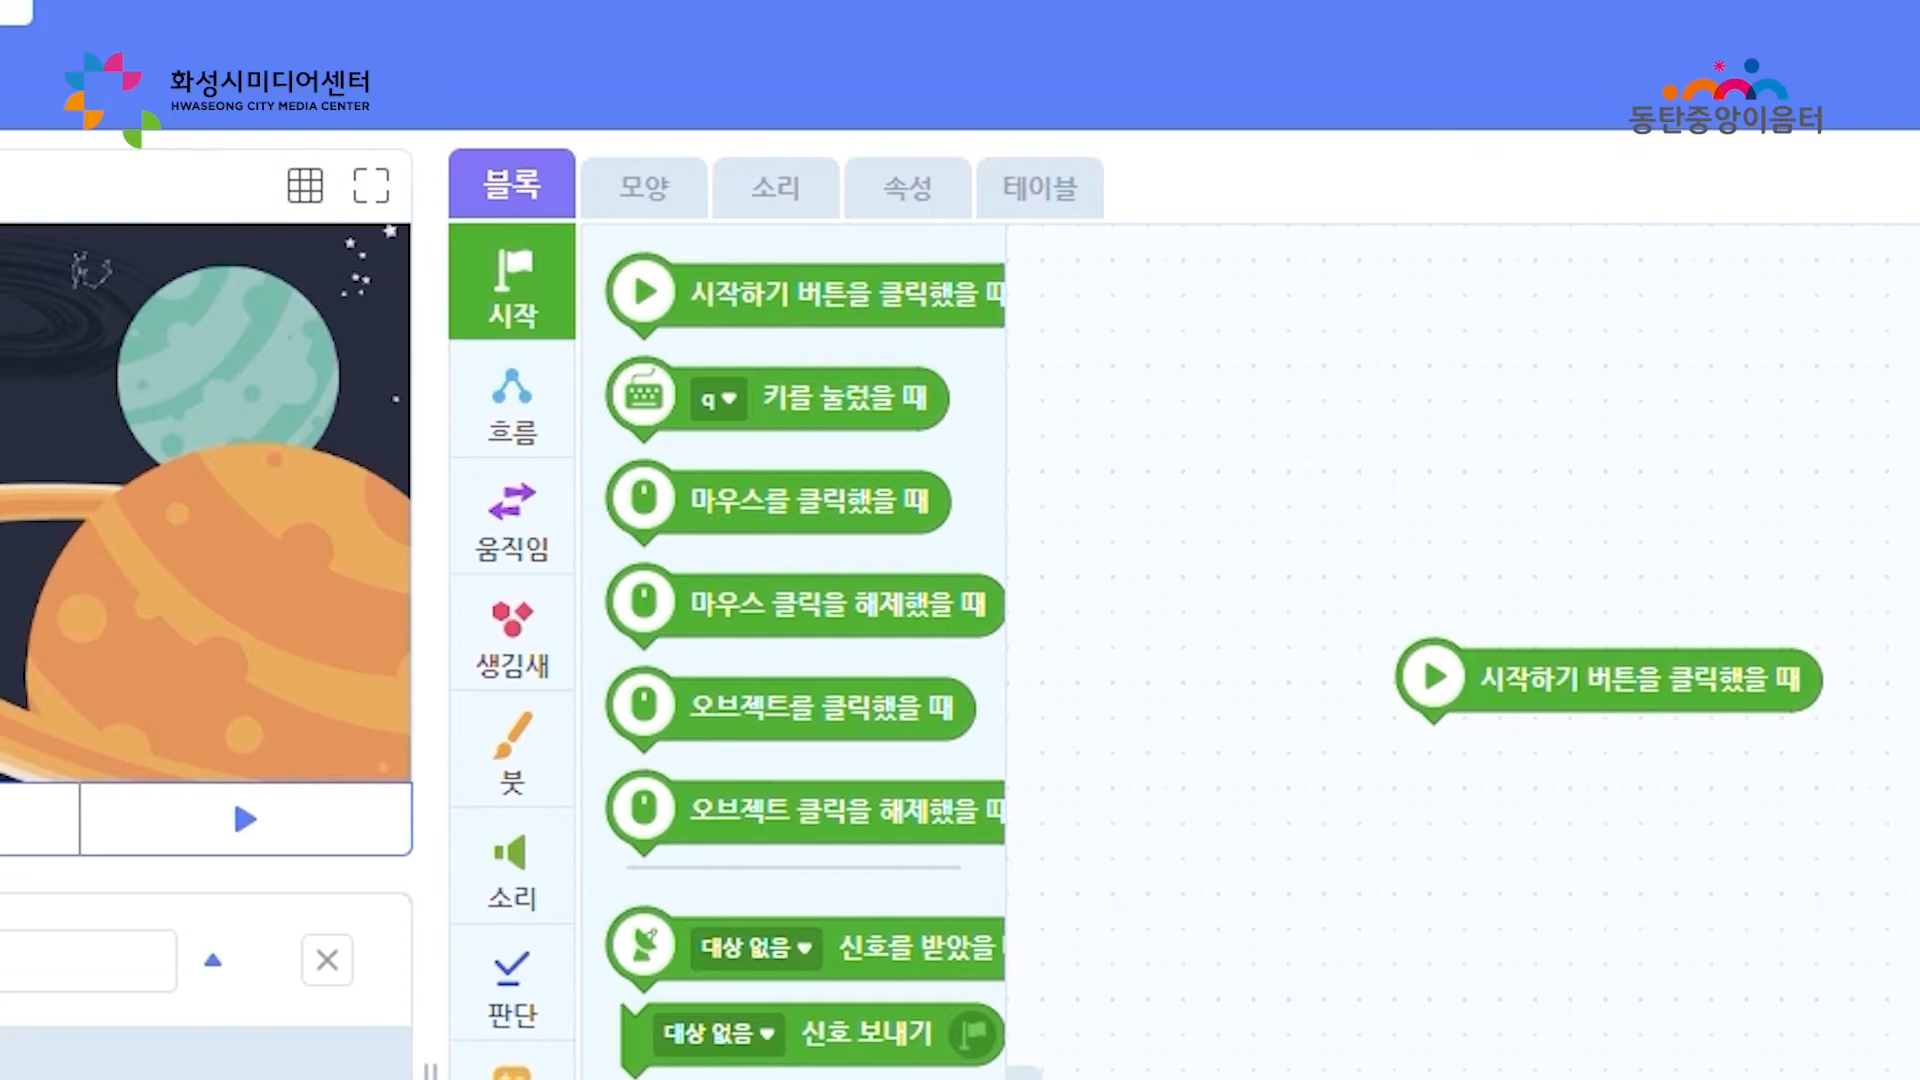 화성시미디어센터
HWASEONG CITY MEDIA CENTER
동탄중앙이음터
블록
모양
소리
속성
테이블
시작
흐름
움직임
생김새
붓
소리
판단
시작하기 버튼을 클릭했을 때
q 키를 눌렀을 때
마우스를 클릭했을 때
마우스 클릭을 해제했을 때
오브젝트를 클릭했을 때
오브젝트 클릭을 해제했을 때
대상 없음 신호를 받았을
대상 없음 신호 보내기
시작하기 버튼을 클릭했을 때